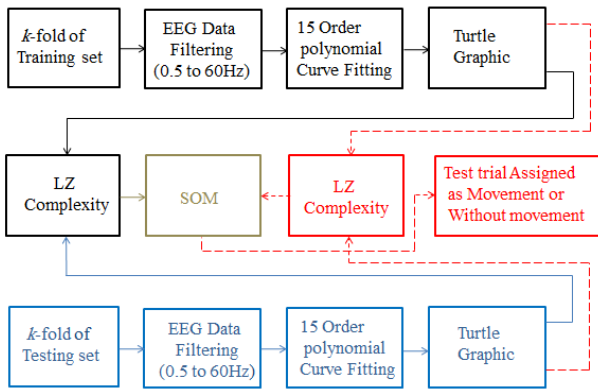 k-fold of
Training set
EEG Data
Filtering
(0.5 to 60Hz)
15 Order
polynomial
Curve Fitting
Turtle
Graphic
LZ
Complexity
SOM
LZ
Complexity
Test trial Assigned
as Movement or
Without movement
k-fold of
Testing set
EEG Data
Filtering
(0.5 to 60Hz)
15 Order
polynomial
Curve Fitting
Turtle
Graphic